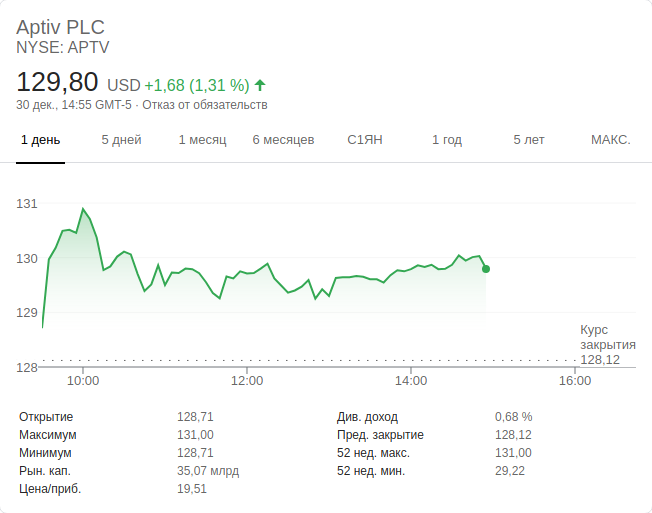 Aptiv PLC
NYSE: APTV
129,80 USD +1,68 (1,31 %)
30 дек., 14:55 GMT-5 · Отказ от обязательств
1 день 5 дней 1 месяц 6 месяцев С1ЯН 1 год 5 лет МАКС.
131
130
129
128
Курс
закрытия
128,12
10:00 12:00 14:00 16:00
Открытие 128,71 Див. доход 0,68 %
Максимум 131,00 Пред. закрытие 128,12
Минимум 128,71 52 нед. макс. 131,00
Рын. кап. 35,07 млрд 52 нед. мин. 29,22
Цена/приб. 19,51